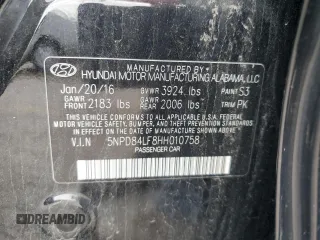 MANUFACTURED BY
HYUNDAI MOTOR MANUFACTURING ALABAMA, LLC
Jan/20/16 GVWR 3924 lbs PAINT S3
GAWR FRONT 2183 lbs GAWR REAR 2006 lbs TRIM PK
THIS VEHICLE CONFORMS TO ALL APPLICABLE U.S. FEDERAL
MOTOR VEHICLE SAFETY, BUMPER, AND THEFT PREVENTION STANDARDS
IN EFFECT ON THE DATE OF MANUFACTURE SHOWN ABOVE.
V.I.N 5NPD84LF8HH010758
PASSENGER CAR
DREAMBID